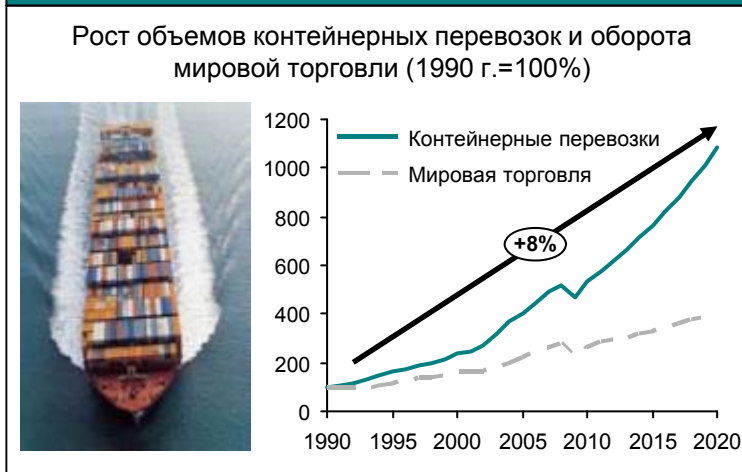 Рост объемов контейнерных перевозок и оборота
мировой торговли (1990 г.=100%)
1200
1000
800
600
400
200
0
Контейнерные перевозки
Мировая торговля
+8%
1990 1995 2000 2005 2010 2015 2020